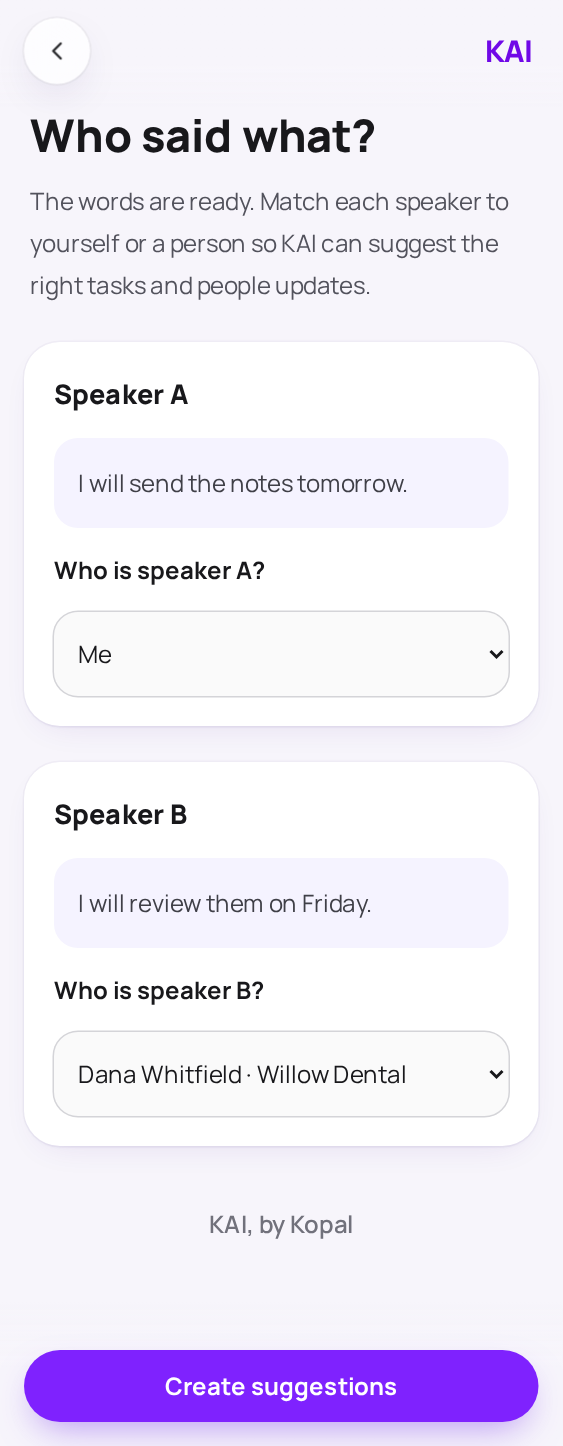 KAI
Who said what?
The words are ready. Match each speaker to
yourself or a person so KAI can suggest the
right tasks and people updates.
Speaker A
I will send the notes tomorrow.
Who is speaker A?
Me
Speaker B
I will review them on Friday.
Who is speaker B?
Dana Whitfield · Willow Dental
KAI, by Kopal
Create suggestions